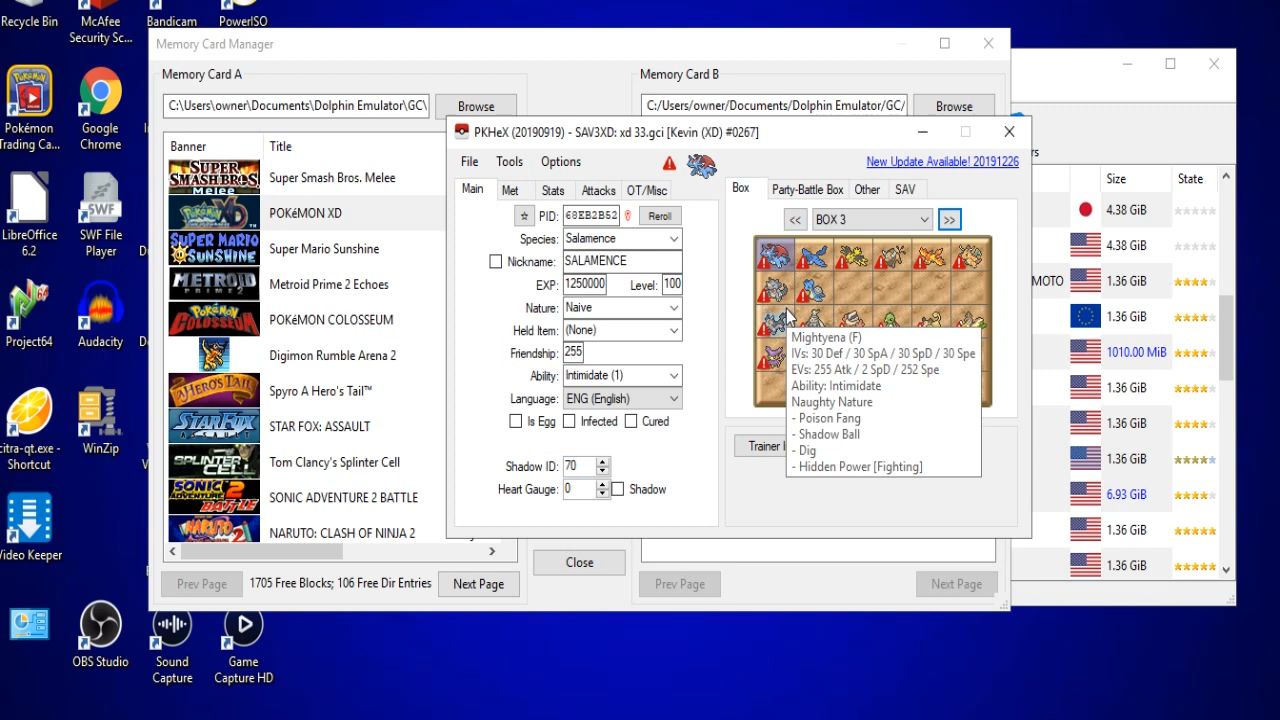 Recycle Bin
McAfee
Security Sc...
Bandicam
PowerISO
Pokémon
Trading Ca...
Google
Chrome
LibreOffice
6.2
SWF File
Player
Project64
Audacity
citra-qt.exe -
Shortcut
WinZip
Video Keeper
OBS Studio
Sound
Capture
Game
Capture HD
Memory Card Manager
Memory Card A
Memory Card B
C:\Users\owner\Documents\Dolphin Emulator\GC\
Browse
C:/Users/owner/Documents/Dolphin Emulator/GC/
Browse
Banner
Title
Super Smash Bros. Melee
POKéMON XD
Super Mario Sunshine
Metroid Prime 2 Echoes
POKéMON COLOSSEUM
Digimon Rumble Arena 2
Spyro A Hero's Tail™
STAR FOX: ASSAULT
Tom Clancy's Splinter Cell
SONIC ADVENTURE 2 BATTLE
NARUTO: CLASH OF NINJA 2
Prev Page
1705 Free Blocks; 106 Free Dir Entries
Next Page
Close
Prev Page
Next Page
PKHeX (20190919) - SAV3XD: xd 33.gci [Kevin (XD) #0267]
File
Tools
Options
New Update Available! 20191226
Main
Met
Stats
Attacks
OT/Misc
PID:
68EB2B52
Reroll
Species:
Salamence
Nickname:
SALAMENCE
EXP:
1250000
Level:
100
Nature:
Naive
Held Item:
(None)
Friendship:
255
Ability:
Intimidate (1)
Language:
ENG (English)
Is Egg
Infected
Cured
Shadow ID:
70
Heart Gauge:
0
Shadow
Box
Party-Battle Box
Other
SAV
<<
BOX 3
>>
Trainer I
Mightyena (F)
IVs: 30 Def / 30 SpA / 30 SpD / 30 Spe
EVs: 255 Atk / 2 SpD / 252 Spe
Ability: Intimidate
Naughty Nature
- Poison Fang
- Shadow Ball
- Dig
- Hidden Power [Fighting]
Size
State
4.38 GiB
4.38 GiB
MOTO
1.36 GiB
1.36 GiB
1010.00 MiB
1.36 GiB
1.36 GiB
1.36 GiB
6.93 GiB
1.36 GiB
1.36 GiB